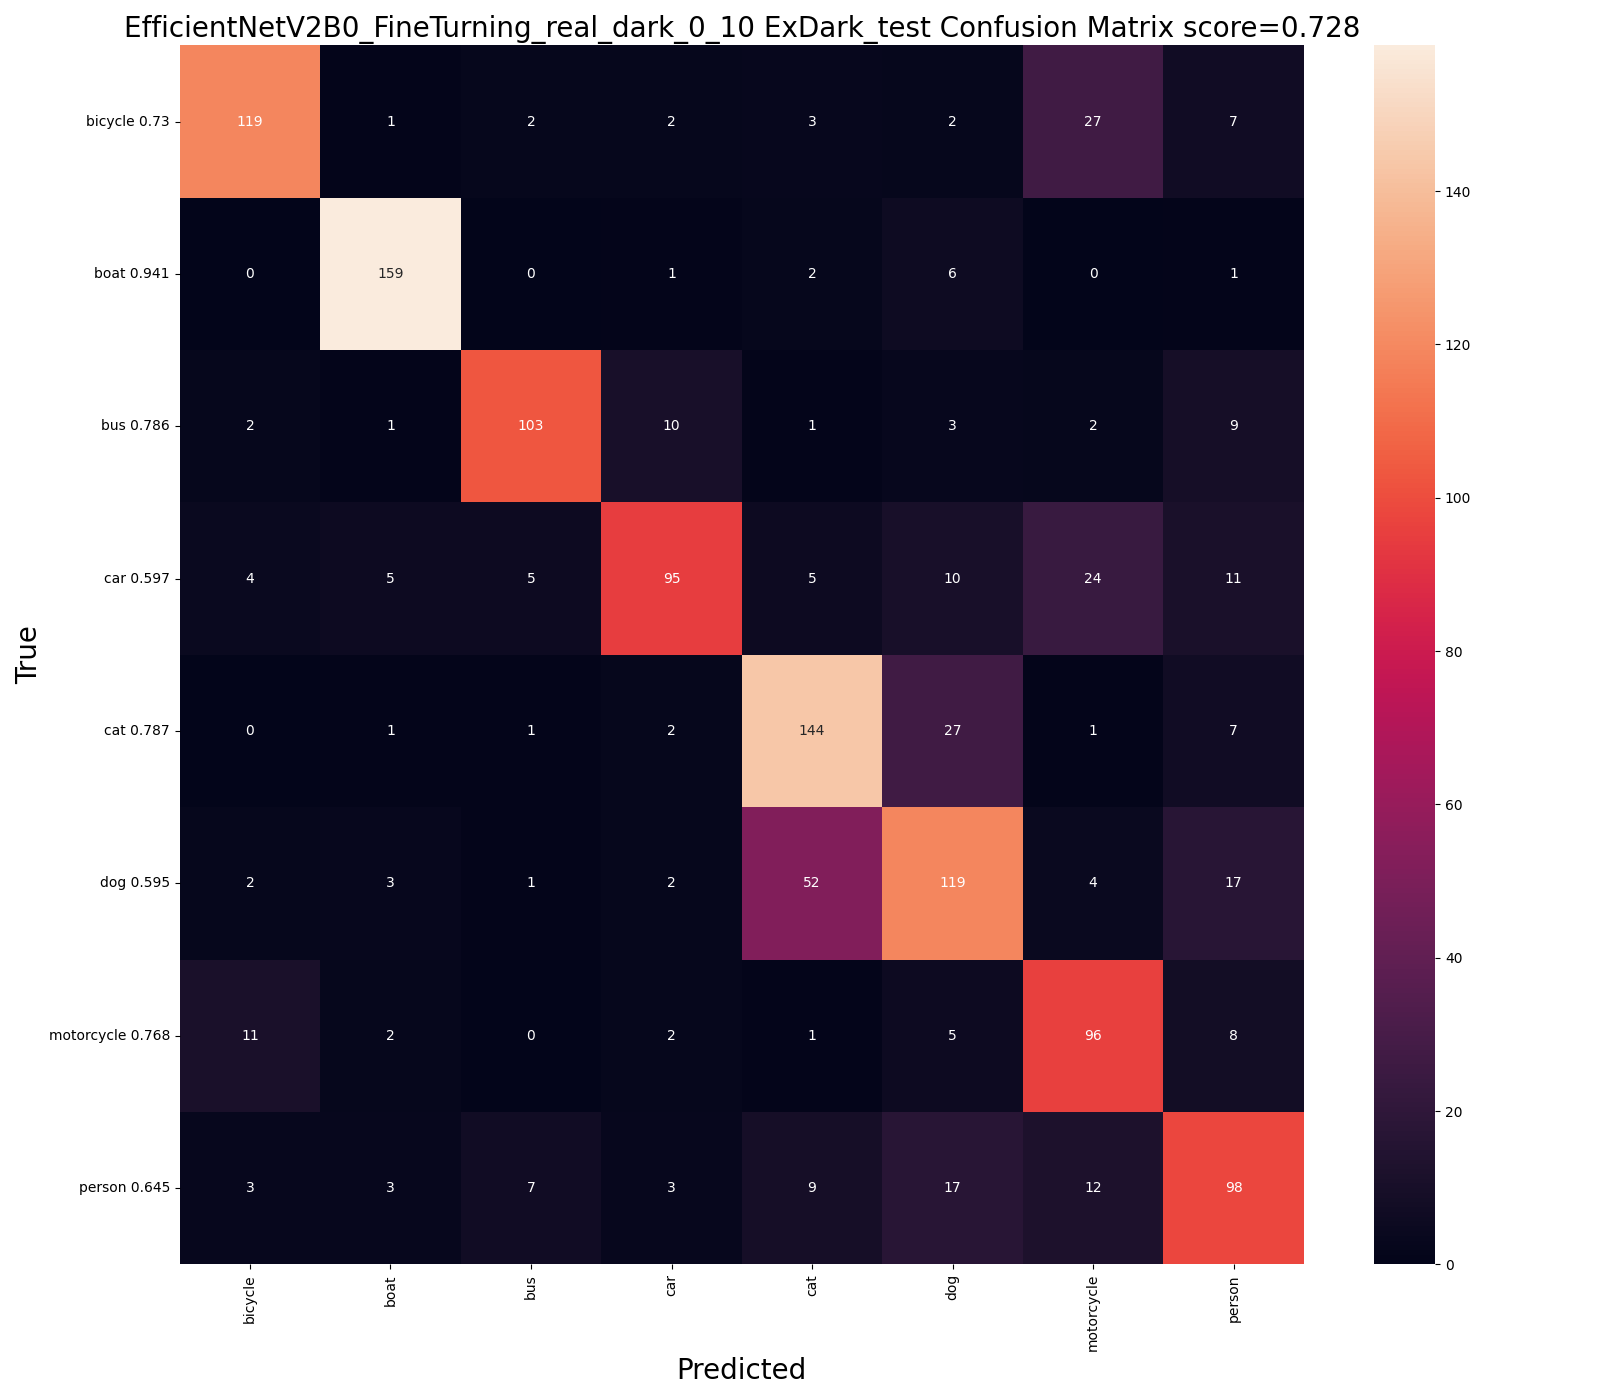 EfficientNetV2B0_FineTurning_real_dark_0_10 ExDark_test Confusion Matrix score=0.728
True
bicycle 0.73 119 1 2 2 3 2 27 7
boat 0.941 0 159 0 1 2 6 0 1
bus 0.786 2 1 103 10 1 3 2 9
car 0.597 4 5 5 95 5 10 24 11
cat 0.787 0 1 1 2 144 27 1 7
dog 0.595 2 3 1 2 52 119 4 17
motorcycle 0.768 11 2 0 2 1 5 96 8
person 0.645 3 3 7 3 9 17 12 98
bicycle boat bus car cat dog motorcycle person
Predicted
140
120
100
80
60
40
20
0